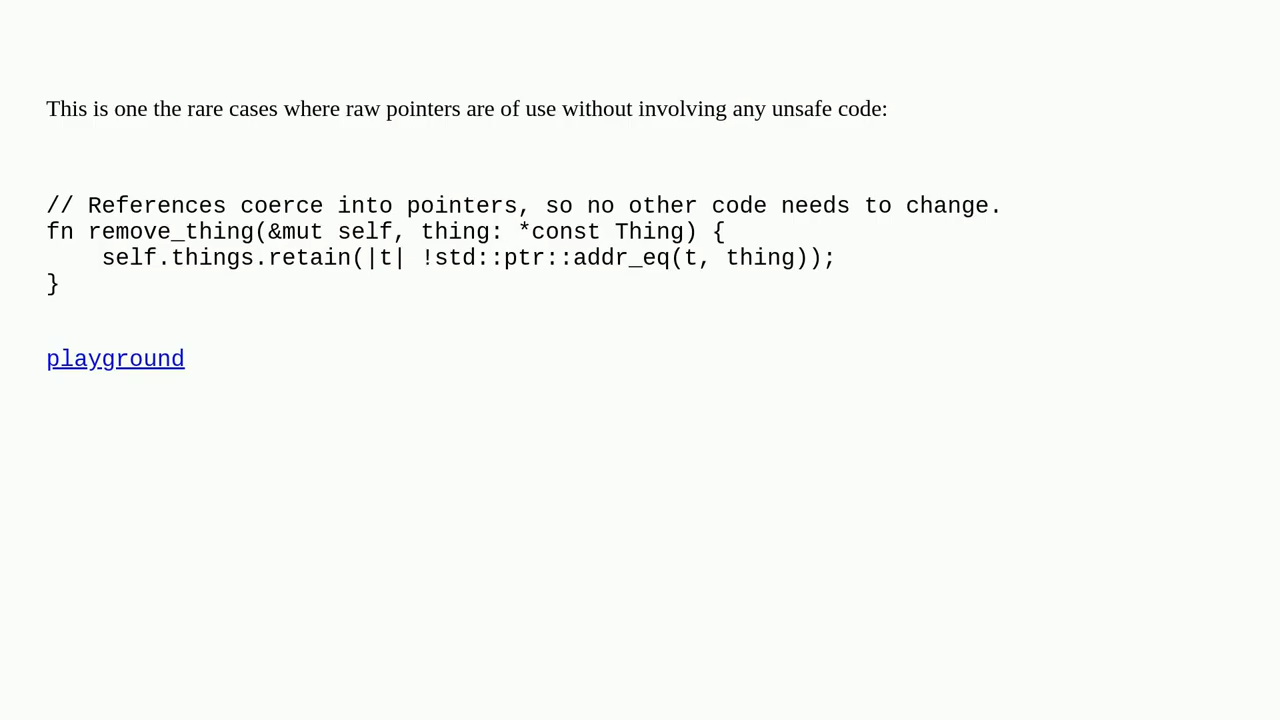 This is one the rare cases where raw pointers are of use without involving any unsafe code:
// References coerce into pointers, so no other code needs to change.
fn remove_thing(&mut self, thing: *const Thing) {
    self.things.retain(|t| !std::ptr::addr_eq(t, thing));
}
playground